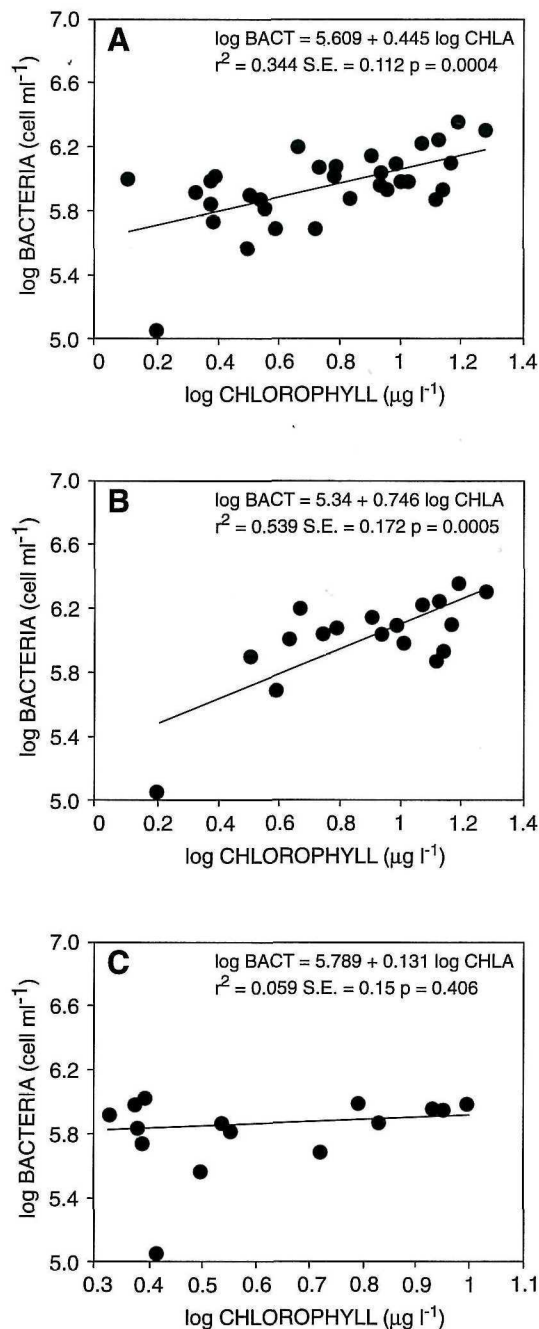 A
log BACT = 5.609 + 0.445 log CHLA
r² = 0.344 S.E. = 0.112 p = 0.0004
log BACTERIA (cell ml⁻¹)
7.0
6.6
6.2
5.8
5.4
5.0
0 0.2 0.4 0.6 0.8 1 1.2 1.4
log CHLOROPHYLL (µg l⁻¹)
B
log BACT = 5.34 + 0.746 log CHLA
r² = 0.539 S.E. = 0.172 p = 0.0005
log BACTERIA (cell ml⁻¹)
7.0
6.6
6.2
5.8
5.4
5.0
0 0.2 0.4 0.6 0.8 1 1.2 1.4
log CHLOROPHYLL (µg l⁻¹)
C
log BACT = 5.789 + 0.131 log CHLA
r² = 0.059 S.E. = 0.15 p = 0.406
log BACTERIA (cell ml⁻¹)
7.0
6.6
6.2
5.8
5.4
5.0
0.3 0.4 0.5 0.6 0.7 0.8 0.9 1 1.1
log CHLOROPHYLL (µg l⁻¹)